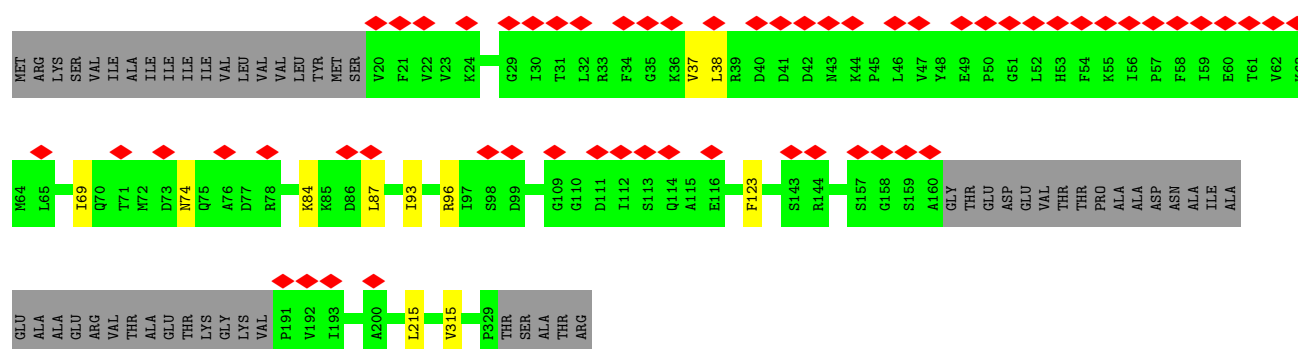 MET ARG LYS SER VAL ILE ALA ILE ILE ILE ILE VAL LEU VAL VAL LEU TYR MET SER V20 F21 V22 V23 K24 G29 I30 T31 L32 R33 F34 G35 K36 V37 L38 R39 D40 D41 D42 N43 K44 P45 L46 V47 Y48 E49 P50 G51 L52 H53 F54 K55 I56 P57 F58 I59 E60 T61 V62
M64 L65 I69 Q70 T71 M72 D73 N74 Q75 A76 D77 R78 K84 K85 D86 L87 I93 R96 I97 S98 D99 G109 G110 D111 I112 S113 Q114 A115 E116 F123 S143 R144 S157 G158 S159 A160 GLY THR GLU ASP GLU VAL THR THR PRO ALA ALA ASP ASN ALA ILE ALA
GLU ALA ALA GLU ARG VAL THR ALA GLU THR LYS GLY LYS VAL P191 V192 I193 A200 L215 V315 P329 THR SER ALA THR ARG